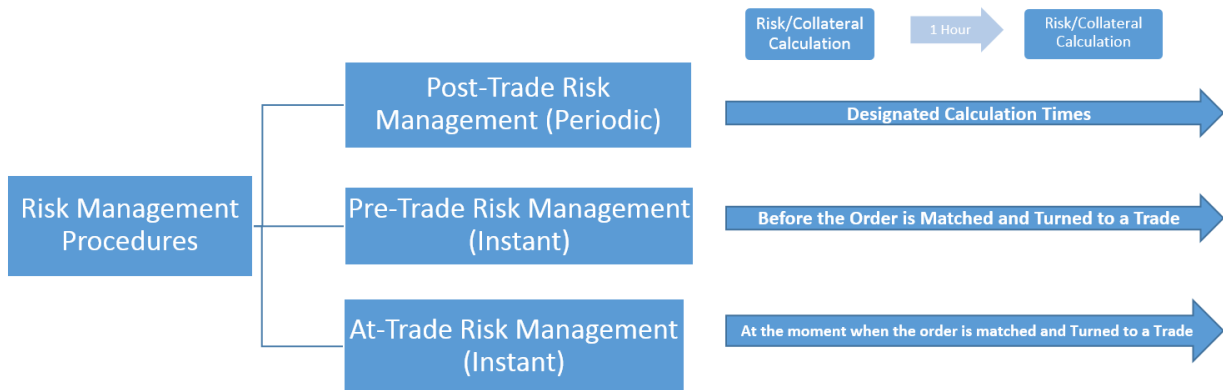 Risk/Collateral
Calculation
1 Hour
Risk/Collateral
Calculation
Post-Trade Risk
Management (Periodic)
Designated Calculation Times
Risk Management
Procedures
Pre-Trade Risk Management
(Instant)
Before the Order is Matched and Turned to a Trade
At-Trade Risk Management
(Instant)
At the moment when the order is matched and Turned to a Trade